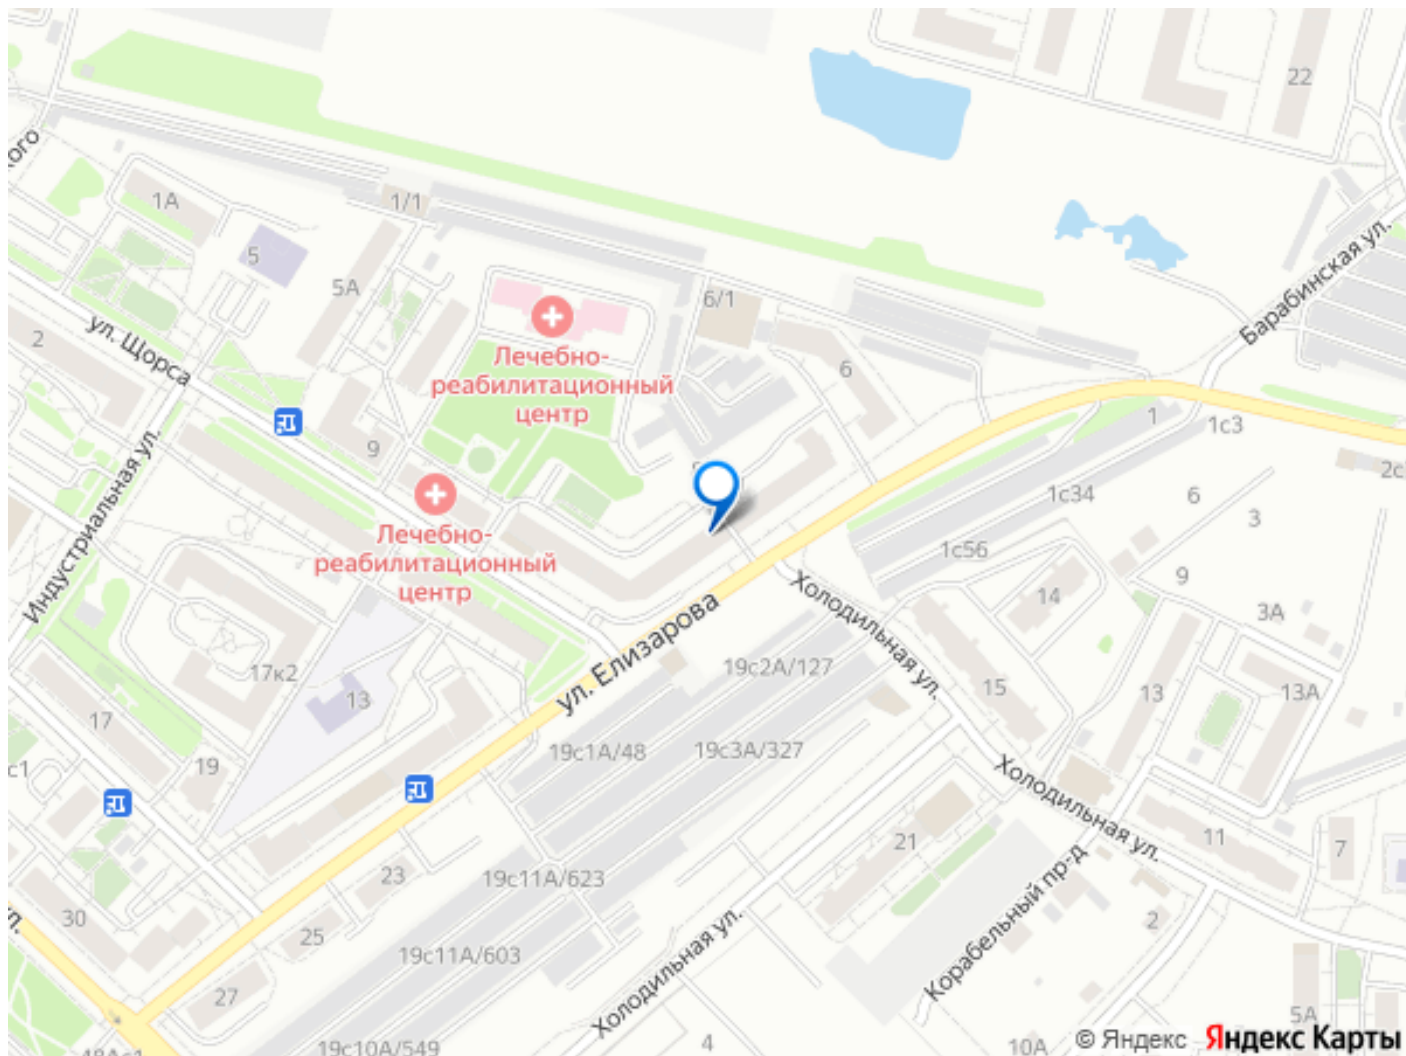 22
кого
1А
1/1
5
5А
6/1
Барабинская ул.
ул. Щорса
2
Лечебно-
реабилитационный
центр
6
9
1
1с3
Индустриальная ул.
Лечебно-
реабилитационный
центр
1с34
6
3
1с56
9
14
3А
Холодильная ул.
ул. Елизарова
19с2А/127
15
13
13А
17к2
13
17
19с1А/48
19с3А/327
19
с1
Холодильная ул.
21
11
7
23
19с11А/623
30
25
19с11А/603
Холодильная ул.
Корабельный пр-д
2
27
5А
19с10А/549
4
10А
© Яндекс Яндекс Карты